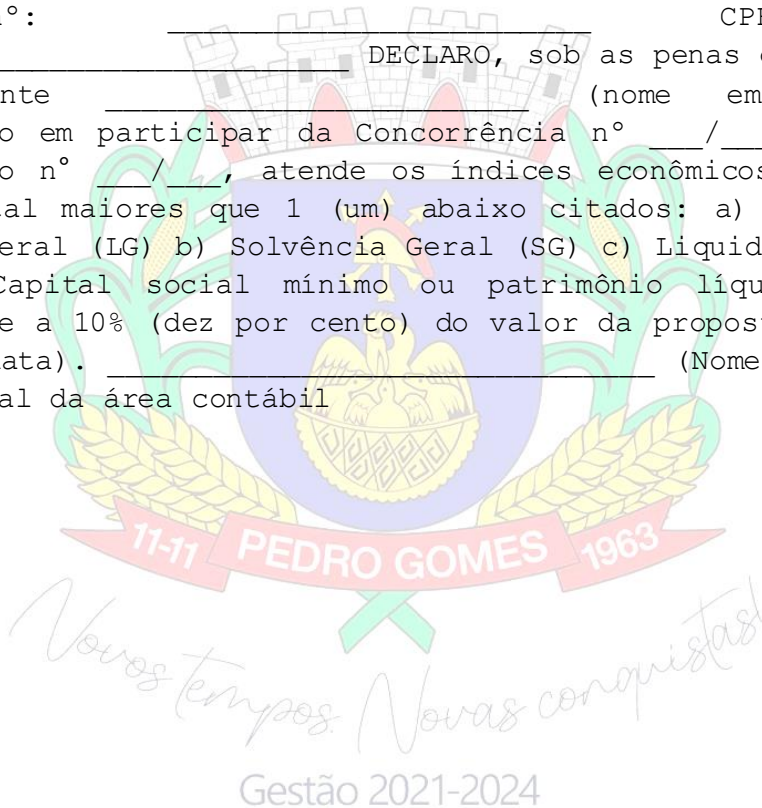 nº: ________________________ CPF
____________________ DECLARO, sob as penas
nte ________________________ (nome em
o em participar da Concorrência nº ___/___
o n° ___/___, atende os índices econômicos
al maiores que 1 (um) abaixo citados: a)
eral (LG) b) Solvência Geral (SG) c) Liquid
Capital social mínimo ou patrimônio líqu
e a 10% (dez por cento) do valor da propost
ata). _______________________________ (Nome
al da área contábil
11-11 PEDRO GOMES 1963
Novos tempos. Novas conquistas!
Gestão 2021-2024